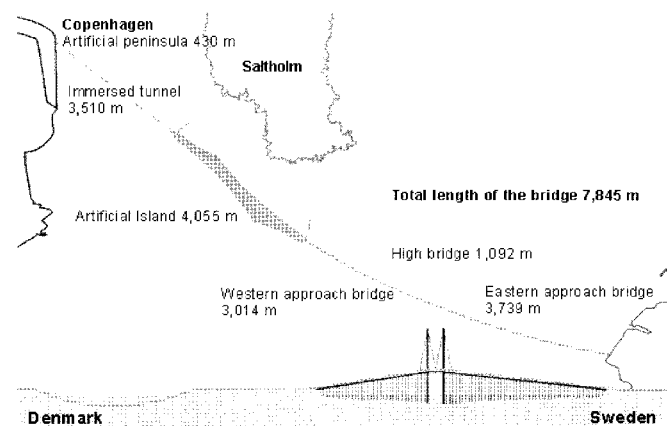 Copenhagen
Artificial peninsula 430 m
Saltholm
Immersed tunnel
3,510 m
Total length of the bridge 7,845 m
Artificial Island 4,055 m
High bridge 1,092 m
Western approach bridge
3,014 m
Eastern approach bridge
3,739 m
Denmark
Sweden